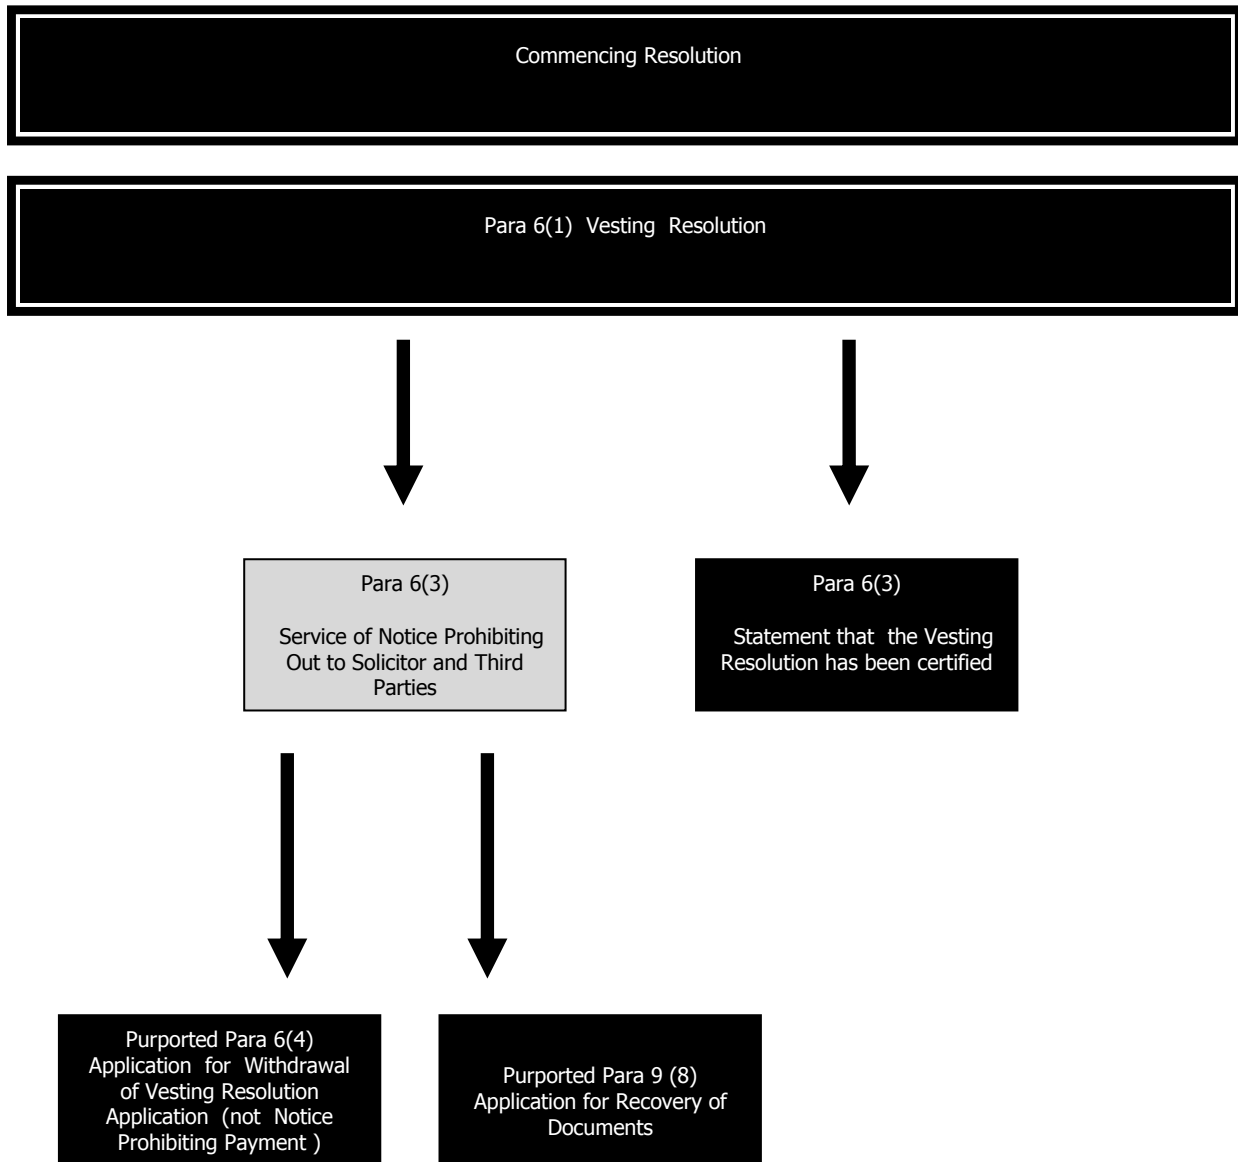 Commencing Resolution
Para 6(1) Vesting Resolution
Para 6(3)
Service of Notice Prohibiting
Out to Solicitor and Third
Parties
Para 6(3)
Statement that the Vesting
Resolution has been certified
Purported Para 6(4)
Application for Withdrawal
of Vesting Resolution
Application (not Notice
Prohibiting Payment )
Purported Para 9 (8)
Application for Recovery of
Documents